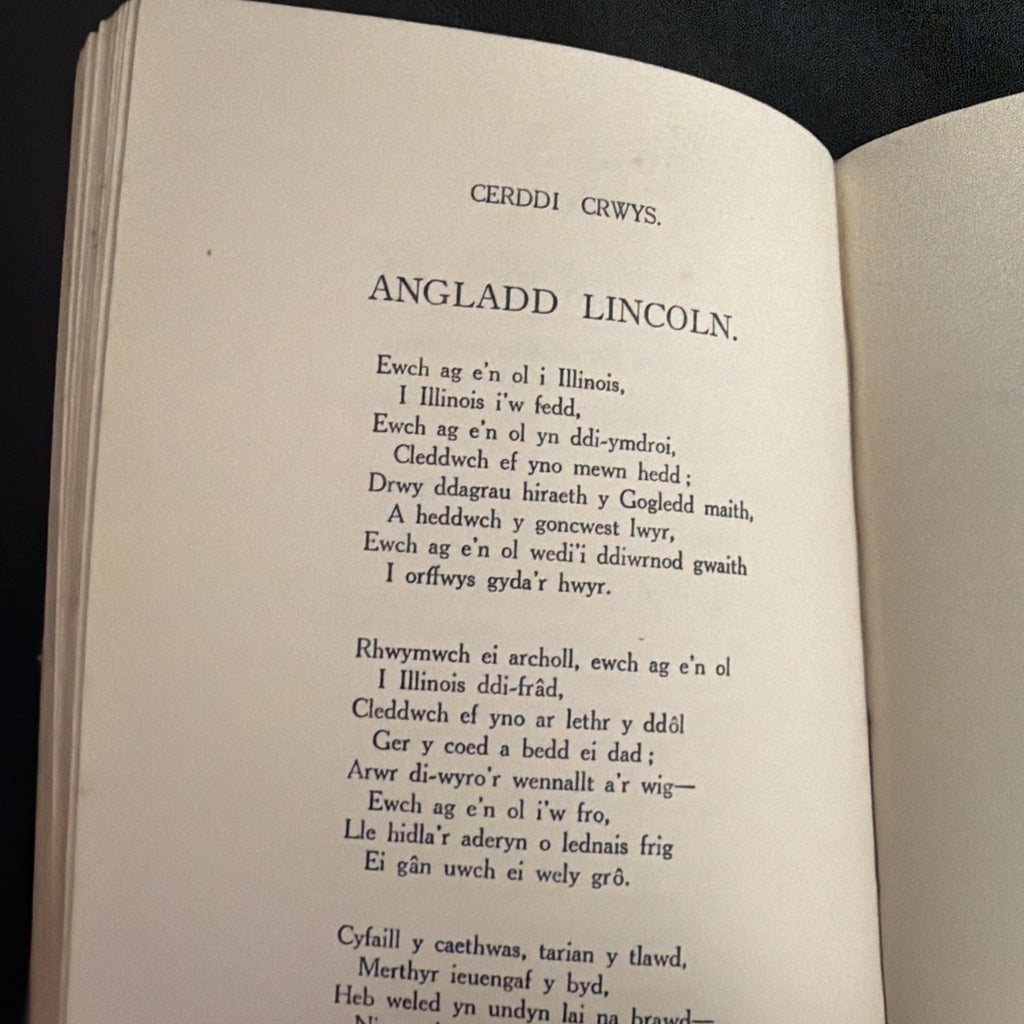 CERDDI CRWYS.
ANGLADD LINCOLN.
Ewch ag e'n ol i Illinois,
I Illinois i'w fedd,
Ewch ag e'n ol yn ddi-ymdroi,
Cleddwch ef yno mewn hedd ;
Drwy ddagrau hiraeth y Gogledd maith,
A heddwch y goncwest lwyr,
Ewch ag e'n ol wedi'i ddiwrnod gwaith
I orffwys gyda'r hwyr.
Rhwymwch ei archoll, ewch ag e'n ol
I Illinois ddi-frâd,
Cleddwch ef yno ar lethr y ddôl
Ger y coed a bedd ei dad ;
Arwr di-wyro'r wennallt a'r wig—
Ewch ag e'n ol i'w fro,
Lle hidla'r aderyn o lednais frig
Ei gân uwch ei wely grô.
Cyfaill y caethwas, tarian y tlawd,
Merthyr ieuengaf y byd,
Heb weled yn undyn lai na brawd—